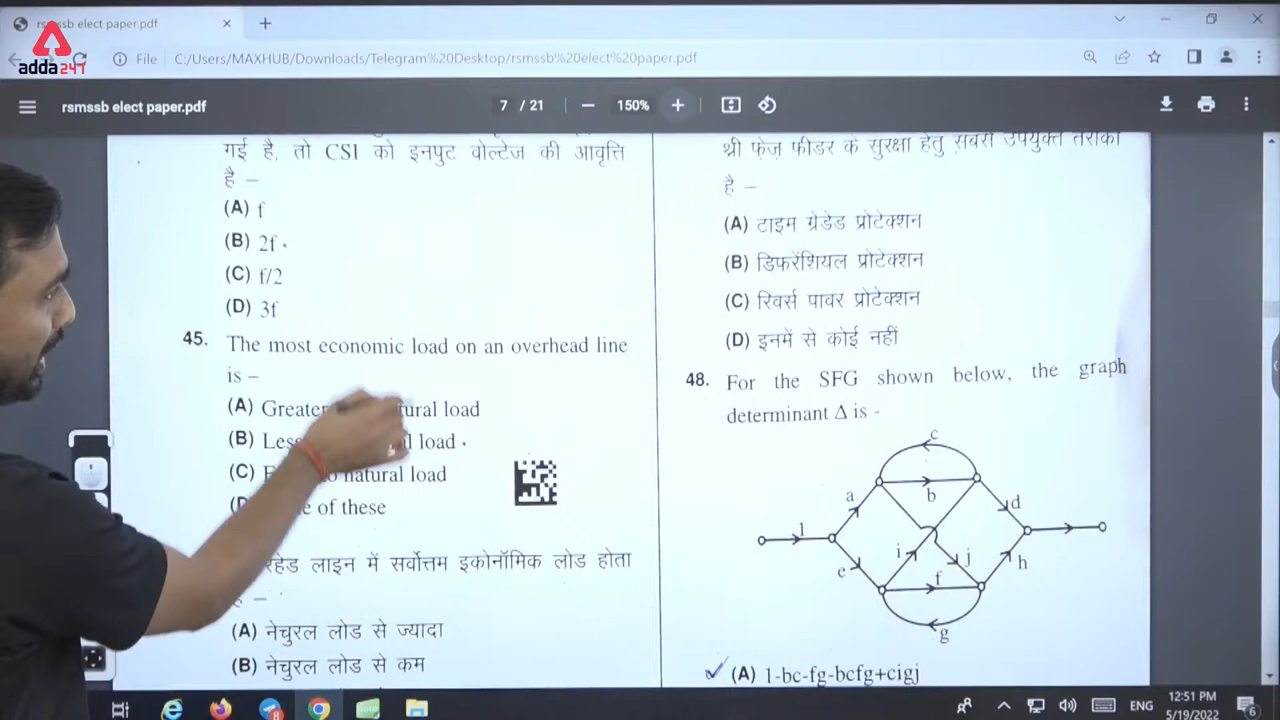 rsmssb elect paper.pdf
adda247
File
C:/Users/MAXHUB/Downloads/Telegram%20Desktop/rsmssb%20elect%20paper.pdf
rsmssb elect paper.pdf
7 / 21
150%
गई है, तो CSI को इनपुट वोल्टेज की आवृत्ति
है –
(A) f
(B) 2f
(C) f/2
(D) 3f
45. The most economic load on an overhead line
is –
(A) Greater natural load
(B) load
(C) to natural load
of these
लाइन में सर्वोत्तम इकोनॉमिक लोड होता
–
(A) नेचुरल लोड से ज्यादा
(B) नेचुरल लोड से कम
थ्री फेज़ फीडर के सुरक्षा हेतु सबसे उपयुक्त तरीका
है –
(A) टाइम ग्रेडेड प्रोटेक्शन
(B) डिफरेंशियल प्रोटेक्शन
(C) रिवर्स पावर प्रोटेक्शन
(D) इनमें से कोई नहीं
48. For the SFG shown below, the graph
determinant Δ is -
c
a
b
d
1
i
j
e
f
h
g
(A) 1-bc-fg-bcfg+cigj
8
ENG
12:51 PM
5/19/2022
6